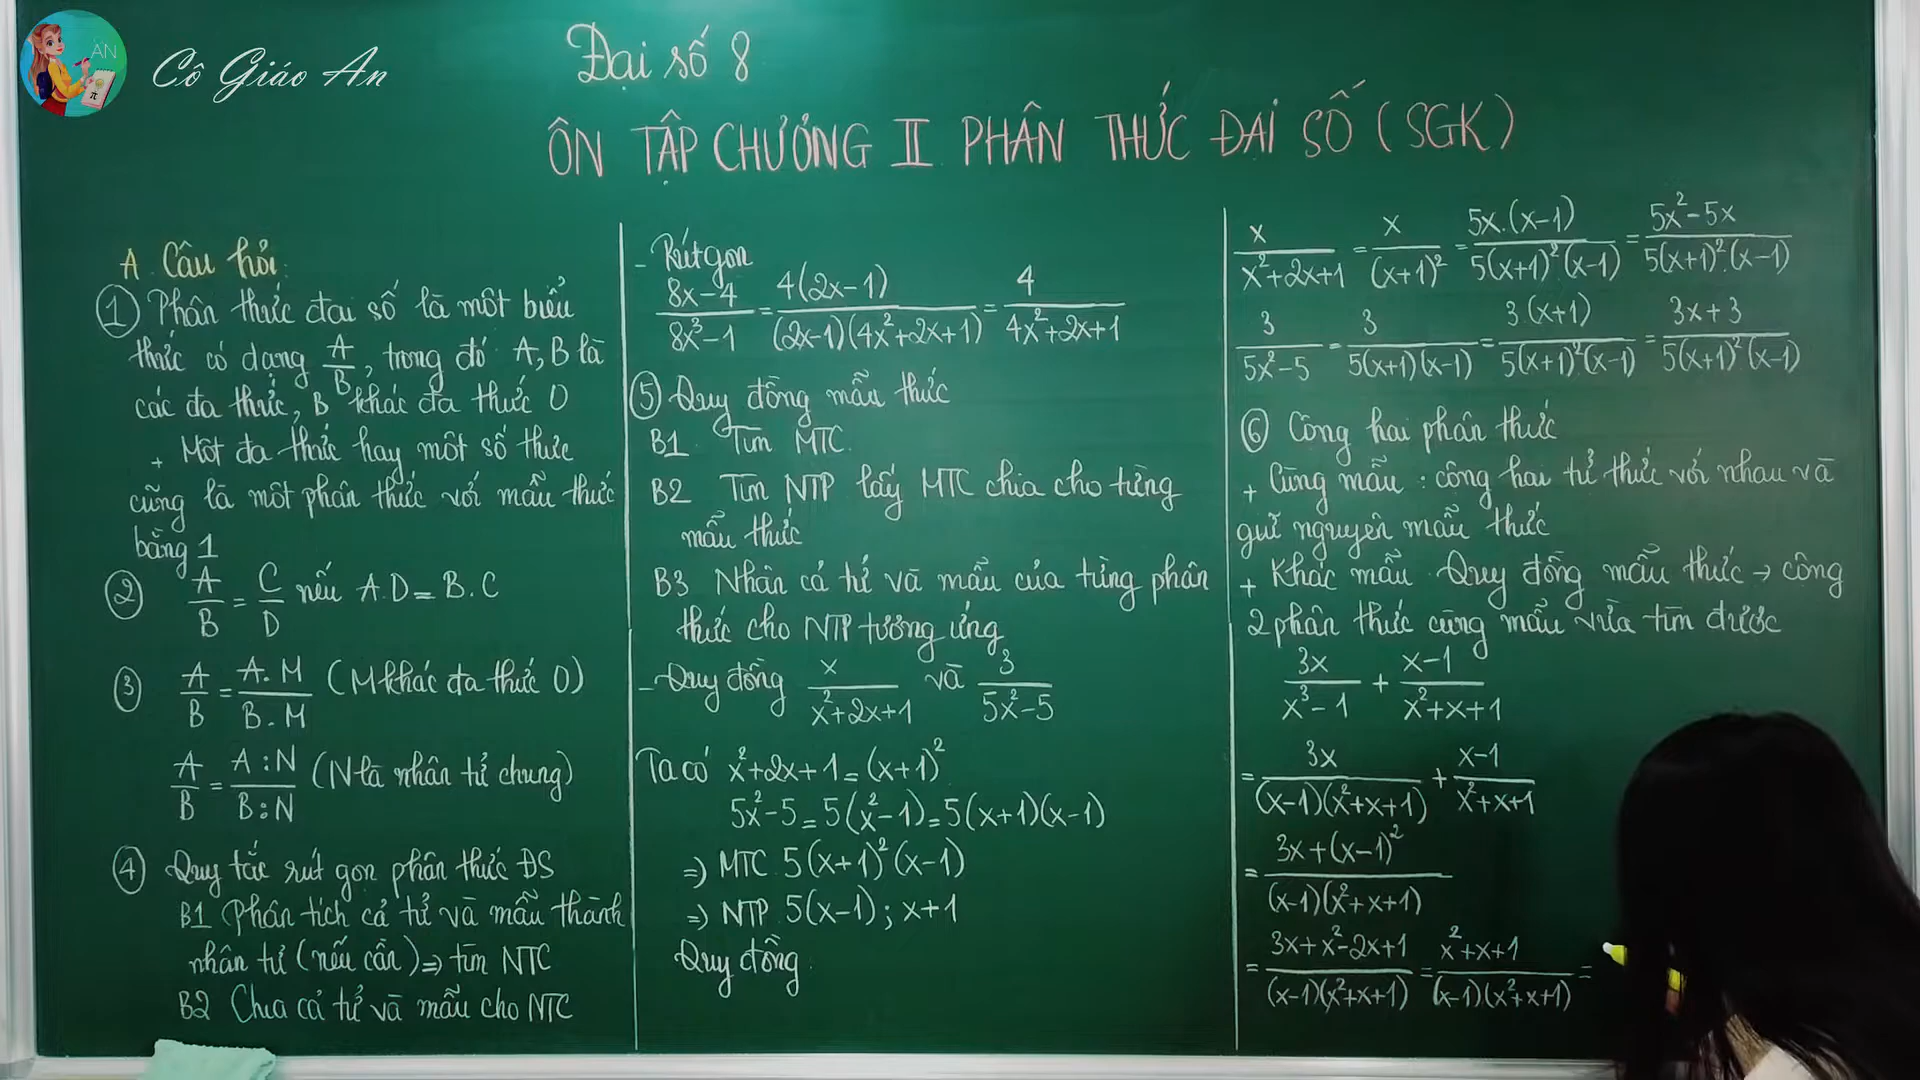 AN
Cô Giáo An
Đại số 8
ÔN TẬP CHƯƠNG II PHÂN THỨC ĐẠI SỐ (SGK)
A. Câu hỏi:
① Phân thức đại số là một biểu
thức có dạng A/B, trong đó A, B là
các đa thức, B khác đa thức 0
+ Một đa thức hay một số thực
cũng là một phân thức với mẫu thức
bằng 1
② A/B = C/D nếu A.D = B.C
③ A/B = A.M/B.M (M khác đa thức 0)
A/B = A:N/B:N (N là nhân tử chung)
④ Quy tắc rút gọn phân thức ĐS
B1 Phân tích cả tử và mẫu thành
nhân tử (nếu cần) => tìm NTC
B2 Chia cả tử và mẫu cho NTC
- Rút gọn
(8x-4)/(8x³-1) = 4(2x-1)/((2x-1)(4x²+2x+1)) = 4/(4x²+2x+1)
⑤ Quy đồng mẫu thức
B1 Tìm MTC.
B2 Tìm NTP lấy MTC chia cho từng
mẫu thức
B3 Nhân cả tử và mẫu của từng phân
thức cho NTP tương ứng
- Quy đồng x/(x²+2x+1) và 3/(5x²-5)
Ta có x²+2x+1 = (x+1)²
5x²-5 = 5(x²-1) = 5(x+1)(x-1)
=> MTC 5(x+1)²(x-1)
=> NTP 5(x-1); x+1
Quy đồng:
x/(x²+2x+1) = x/(x+1)² = 5x.(x-1)/(5(x+1)².(x-1)) = (5x²-5x)/(5(x+1)².(x-1))
3/(5x²-5) = 3/(5(x+1)(x-1)) = 3(x+1)/(5(x+1)²(x-1)) = (3x+3)/(5(x+1)²(x-1))
⑥ Cộng hai phân thức
+ Cùng mẫu: cộng hai tử thức với nhau và
giữ nguyên mẫu thức
+ Khác mẫu Quy đồng mẫu thức → cộng
2 phân thức cùng mẫu vừa tìm được
3x/(x³-1) + (x-1)/(x²+x+1)
= 3x/((x-1)(x²+x+1)) + (x-1)/(x²+x+1)
= (3x+(x-1)²)/((x-1)(x²+x+1))
= (3x+x²-2x+1)/((x-1)(x²+x+1)) = (x²+x+1)/((x-1)(x²+x+1)) =